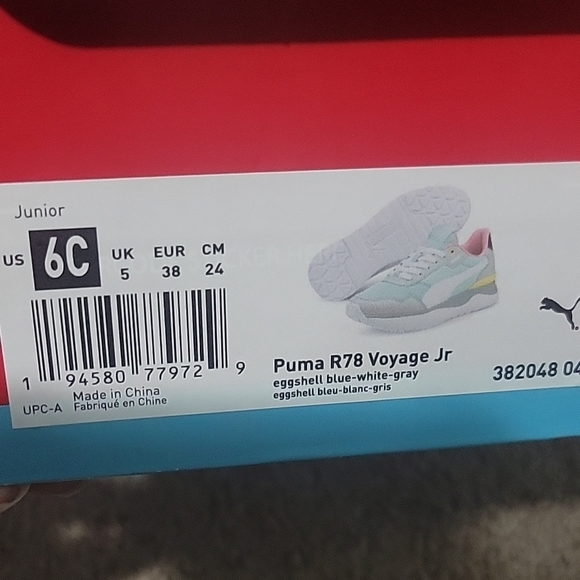 Junior
US 6C UK 5 EUR 38 CM 24
1 94580 77972 9
UPC-A
Made in China
Fabriqué en Chine
Puma R78 Voyage Jr
eggshell blue-white-gray
eggshell bleu-blanc-gris
382048 04